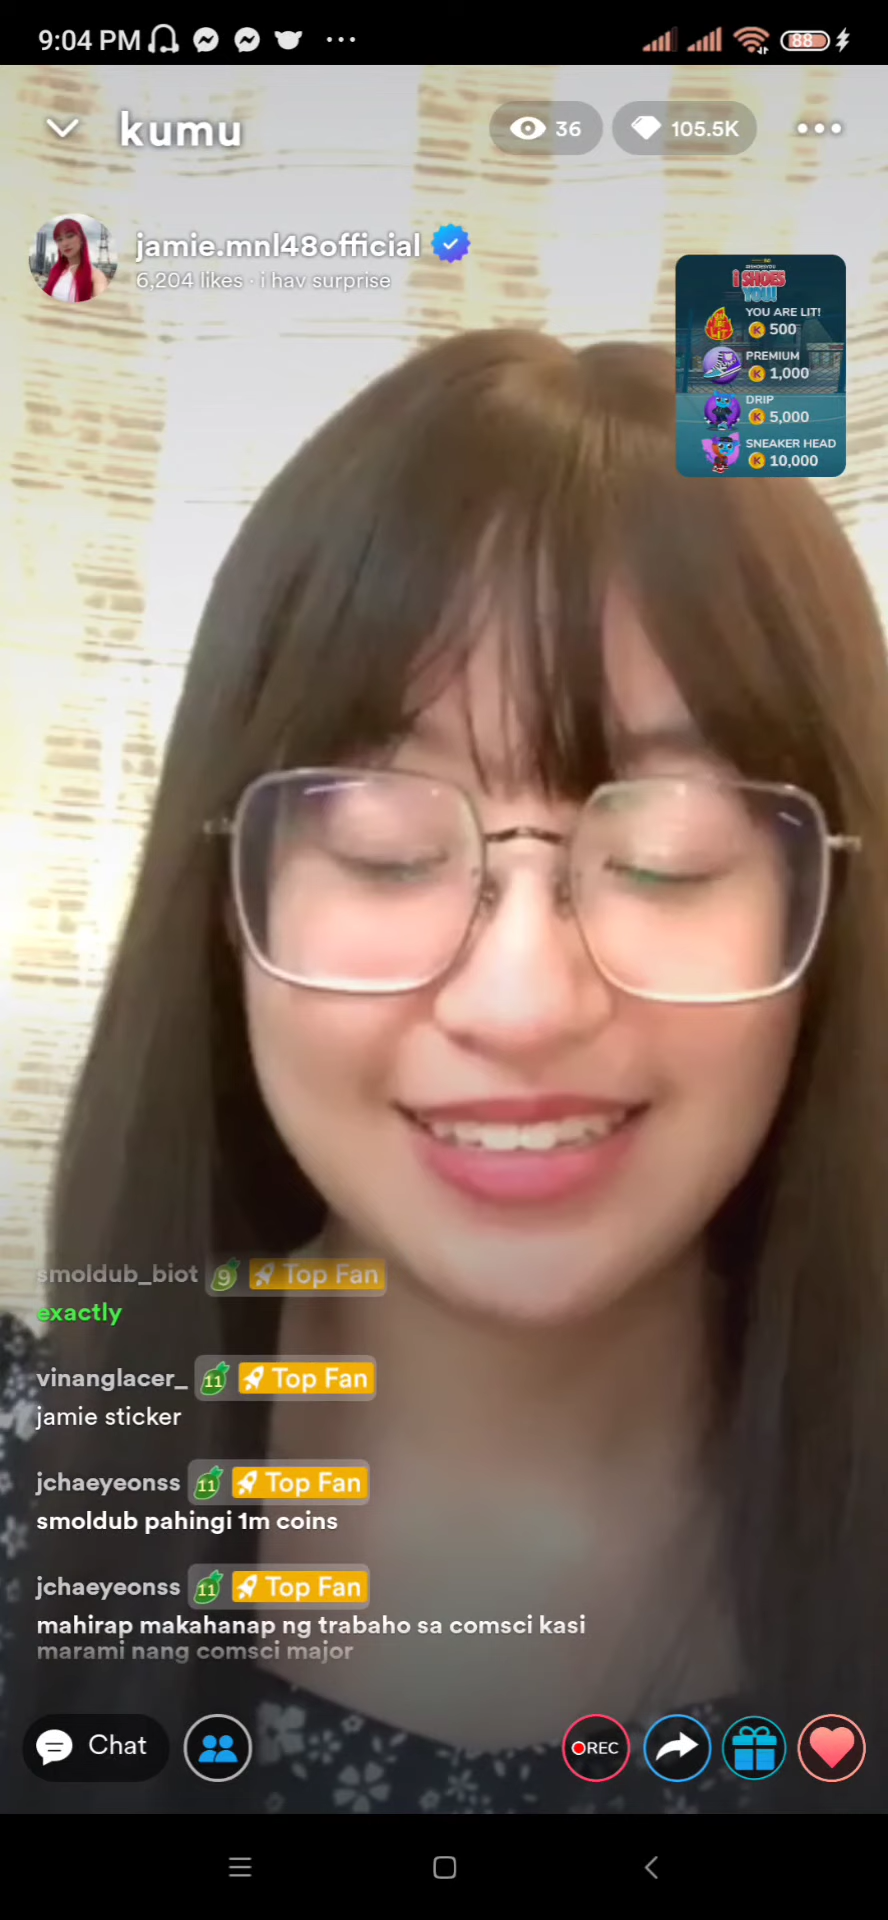 9:04 PM
88
kumu
36
105.5K
jamie.mnl48official
6,204 likes · i hav surprise
I SHOES
YOU!
YOU ARE LIT!
500
PREMIUM
1,000
DRIP
5,000
SNEAKER HEAD
10,000
smoldub_biot 9 Top Fan
exactly
vinanglacer_ 11 Top Fan
jamie sticker
jchaeyeonss 11 Top Fan
smoldub pahingi 1m coins
jchaeyeonss 11 Top Fan
mahirap makahanap ng trabaho sa comsci kasi
marami nang comsci major
Chat
REC